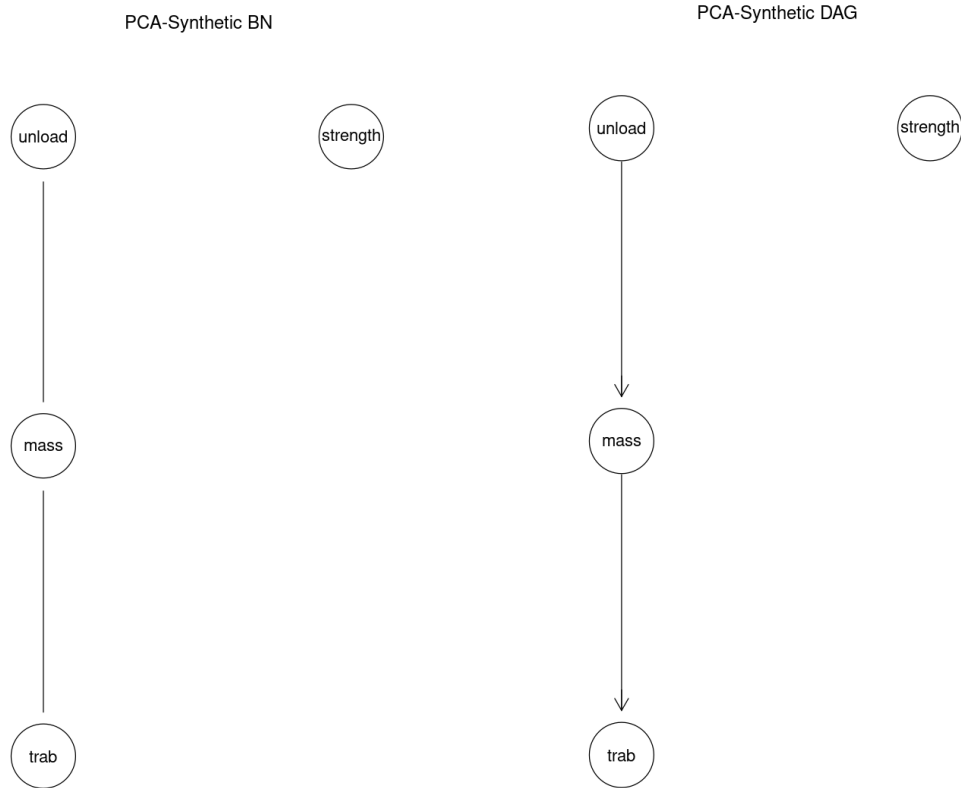 PCA-Synthetic BN
unload
strength
mass
trab
PCA-Synthetic DAG
unload
strength
mass
trab